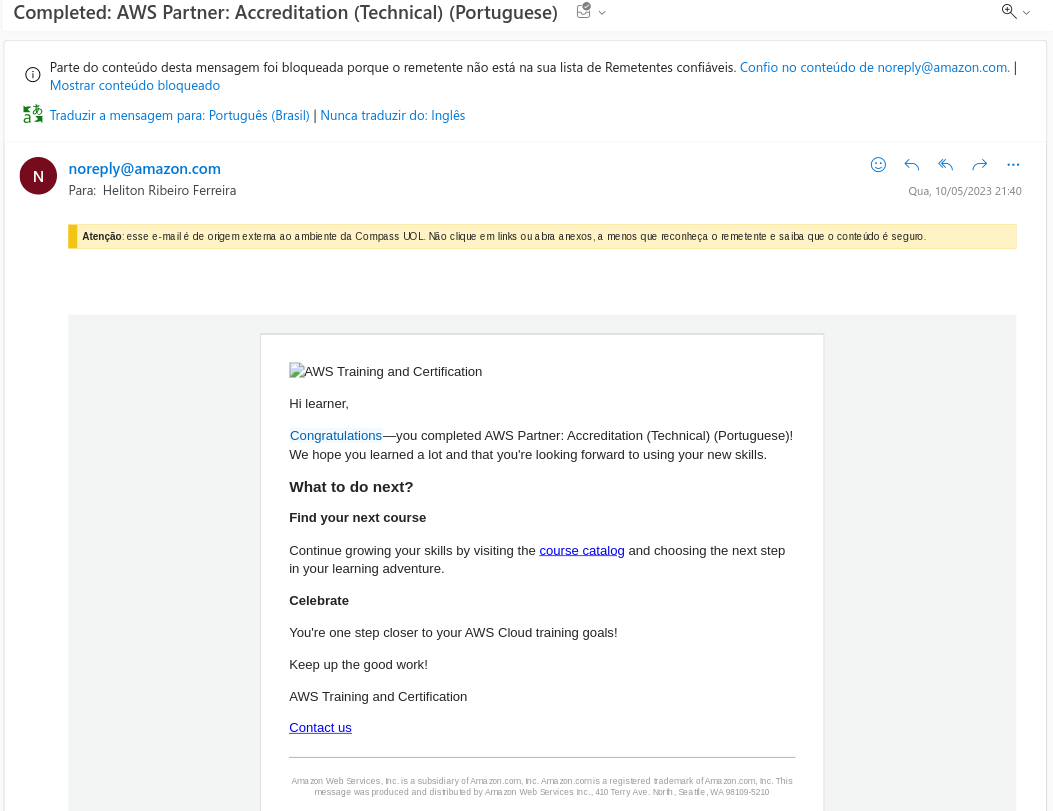 Completed: AWS Partner: Accreditation (Technical) (Portuguese)
Parte do conteúdo desta mensagem foi bloqueada porque o remetente não está na sua lista de Remetentes confiáveis. Confio no conteúdo de noreply@amazon.com. |
Mostrar conteúdo bloqueado
Traduzir a mensagem para: Português (Brasil) | Nunca traduzir do: Inglês
N
noreply@amazon.com
Para: Heliton Ribeiro Ferreira
Qua, 10/05/2023 21:40
Atenção: esse e-mail é de origem externa ao ambiente da Compass UOL. Não clique em links ou abra anexos, a menos que reconheça o remetente e saiba que o conteúdo é seguro.
AWS Training and Certification
Hi learner,
Congratulations—you completed AWS Partner: Accreditation (Technical) (Portuguese)!
We hope you learned a lot and that you're looking forward to using your new skills.
What to do next?
Find your next course
Continue growing your skills by visiting the course catalog and choosing the next step
in your learning adventure.
Celebrate
You're one step closer to your AWS Cloud training goals!
Keep up the good work!
AWS Training and Certification
Contact us
Amazon Web Services, Inc. is a subsidiary of Amazon.com, Inc. Amazon.com is a registered trademark of Amazon.com, Inc. This
message was produced and distributed by Amazon Web Services Inc., 410 Terry Ave. North, Seattle, WA 98109-5210